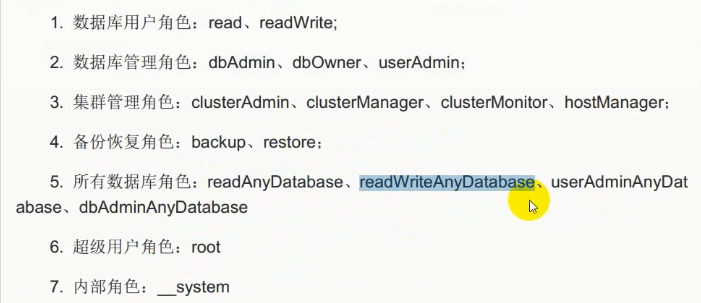 1. 数据库用户角色：read、readWrite;
2. 数据库管理角色：dbAdmin、dbOwner、userAdmin；
3. 集群管理角色：clusterAdmin、clusterManager、clusterMonitor、hostManager；
4. 备份恢复角色：backup、restore；
5. 所有数据库角色：readAnyDatabase、readWriteAnyDatabase、userAdminAnyDat
abase、dbAdminAnyDatabase
6. 超级用户角色：root
7. 内部角色：__system